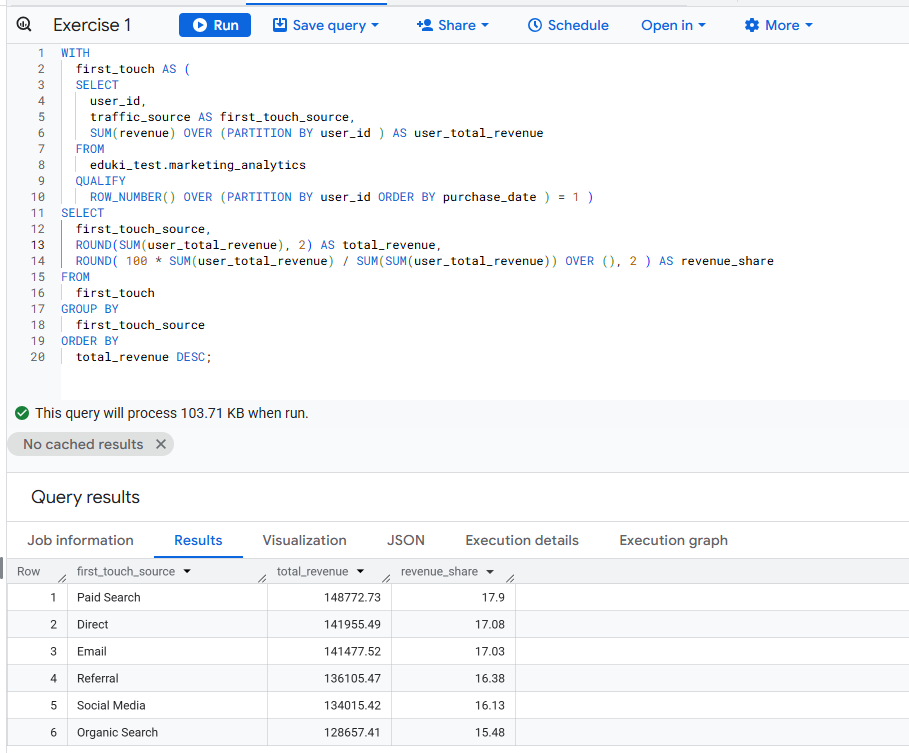 Exercise 1 Run Save query Share Schedule Open in More
1 WITH
2 first_touch AS (
3 SELECT
4 user_id,
5 traffic_source AS first_touch_source,
6 SUM(revenue) OVER (PARTITION BY user_id ) AS user_total_revenue
7 FROM
8 eduki_test.marketing_analytics
9 QUALIFY
10 ROW_NUMBER() OVER (PARTITION BY user_id ORDER BY purchase_date ) = 1 )
11 SELECT
12 first_touch_source,
13 ROUND(SUM(user_total_revenue), 2) AS total_revenue,
14 ROUND( 100 * SUM(user_total_revenue) / SUM(SUM(user_total_revenue)) OVER (), 2 ) AS revenue_share
15 FROM
16 first_touch
17 GROUP BY
18 first_touch_source
19 ORDER BY
20 total_revenue DESC;
This query will process 103.71 KB when run.
No cached results
Query results
Job information Results Visualization JSON Execution details Execution graph
Row first_touch_source total_revenue revenue_share
1 Paid Search 148772.73 17.9
2 Direct 141955.49 17.08
3 Email 141477.52 17.03
4 Referral 136105.47 16.38
5 Social Media 134015.42 16.13
6 Organic Search 128657.41 15.48